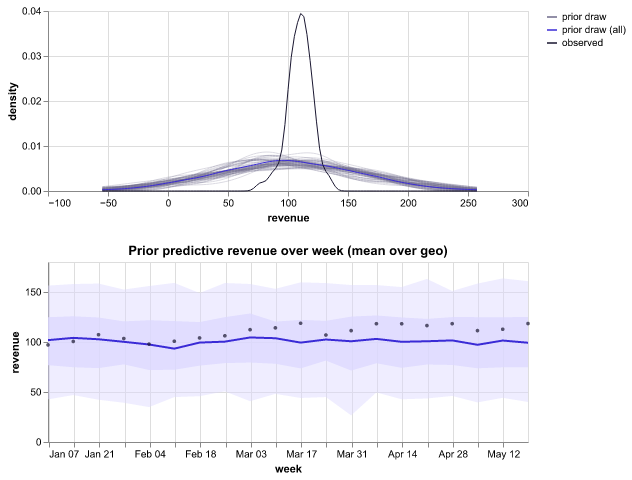 0.04
prior draw
prior draw (all)
observed
0.03
0.02
0.01
0.00
density
−100
−50
0
50
100
150
200
250
300
revenue
Prior predictive revenue over week (mean over geo)
150
100
50
0
revenue
Jan 07
Jan 21
Feb 04
Feb 18
Mar 03
Mar 17
Mar 31
Apr 14
Apr 28
May 12
week